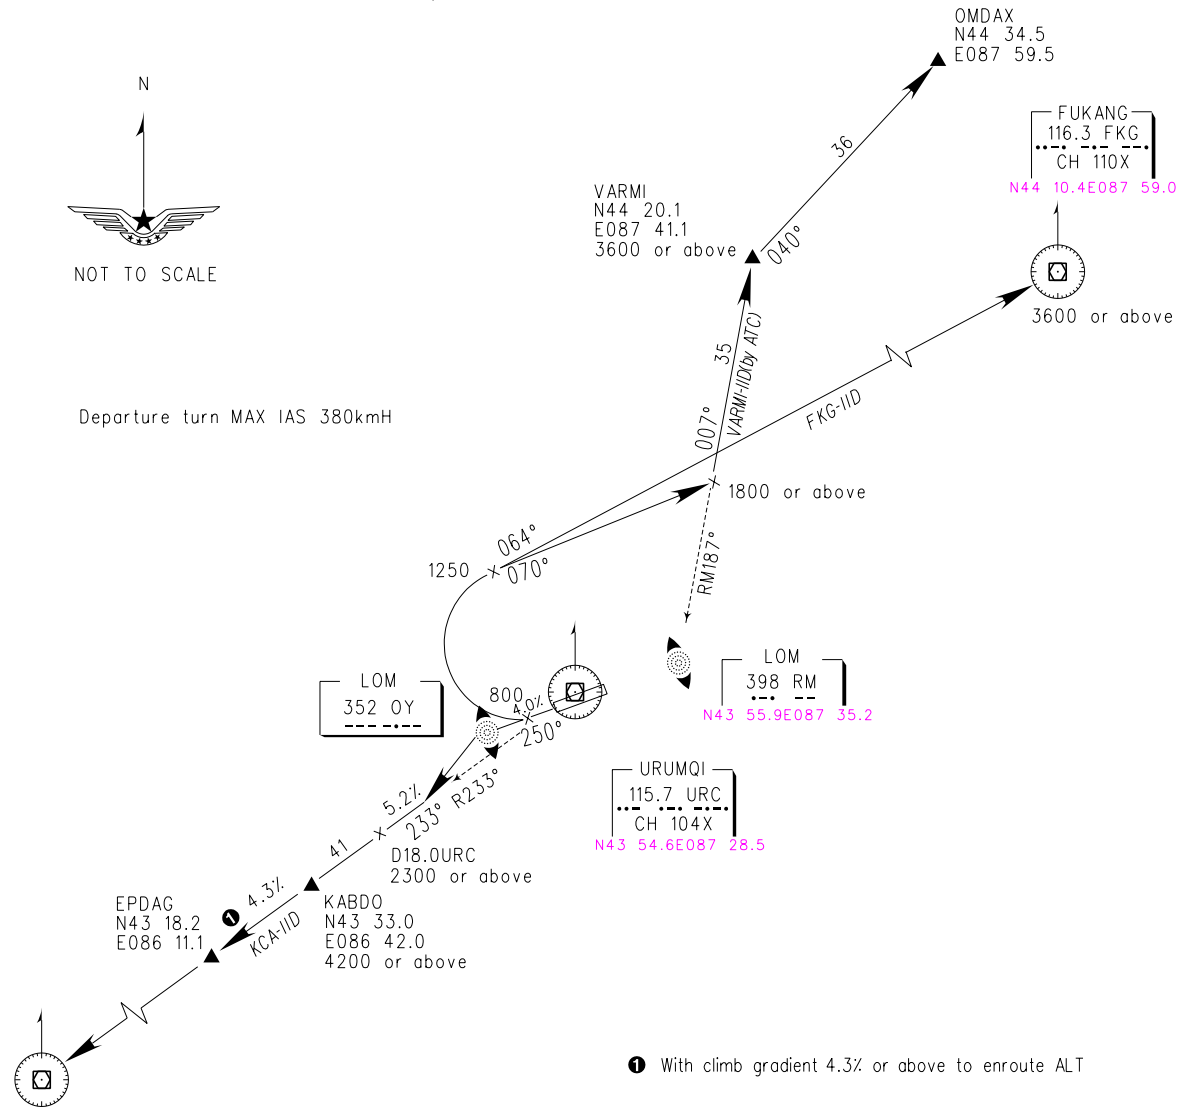 OMDAX
N44 34.5
E087 59.5
N
FUKANG
116.3 FKG
CH 110X
N44 10.4E087 59.0
3600 or above
36
VARMI
N44 20.1
E087 41.1
3600 or above
040°
NOT TO SCALE
35
VARMI-IID(by ATC)
007°
FKG-IID
Departure turn MAX IAS 380kmH
1800 or above
064°
070°
1250
RM187°
LOM
398 RM
N43 55.9E087 35.2
LOM
352 OY
800
4.0%
250°
URUMQI
115.7 URC
CH 104X
N43 54.6E087 28.5
R233°
5.2%
233°
41
D18.0URC
2300 or above
4.3%
1
KCA-IID
EPDAG
N43 18.2
E086 11.1
KABDO
N43 33.0
E086 42.0
4200 or above
1 With climb gradient 4.3% or above to enroute ALT